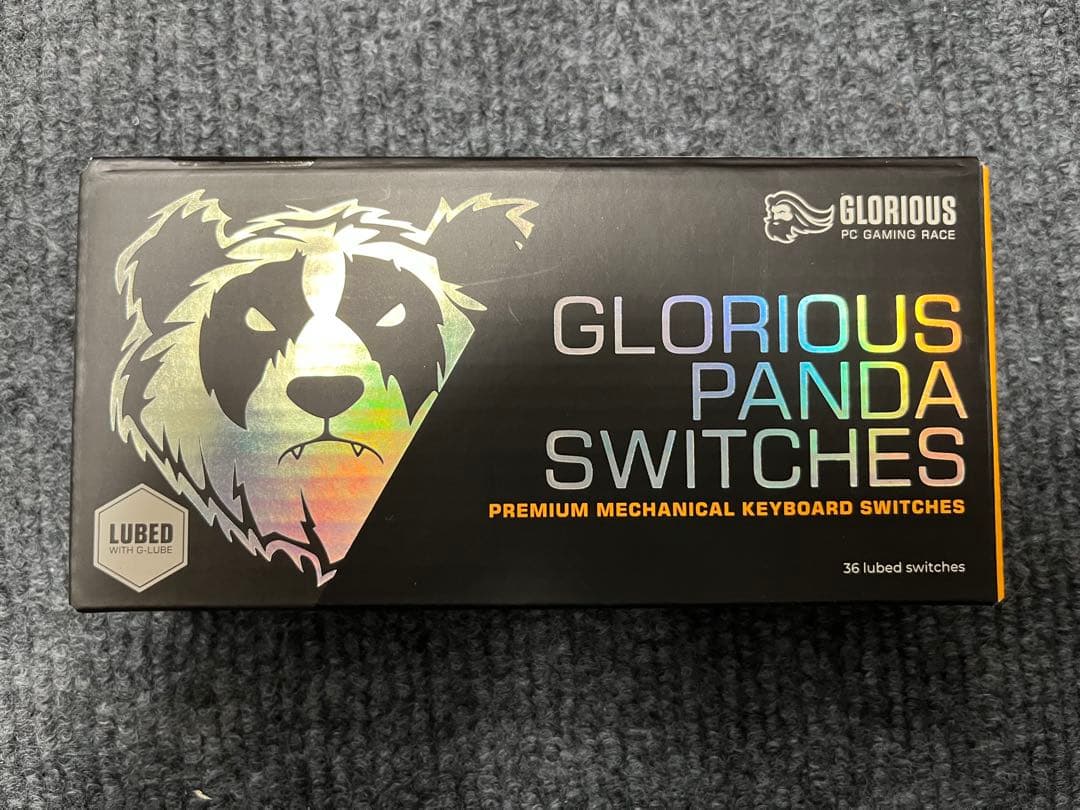 GLORIOUS
PC GAMING RACE
GLORIOUS
PANDA
SWITCHES
PREMIUM MECHANICAL KEYBOARD SWITCHES
LUBED
WITH G-LUBE
36 lubed switches